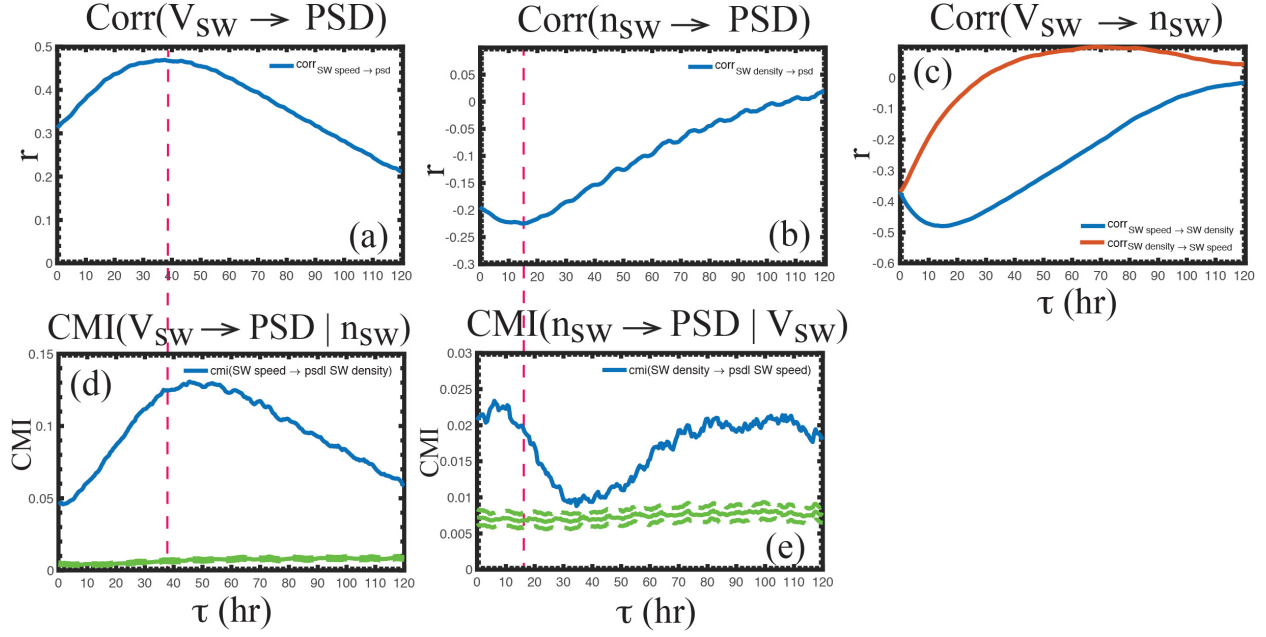 Corr(V_SW → PSD)
corr_SW speed → psd
r
0.5
0.4
0.3
0.2
0.1
0
0 10 20 30 40 50 60 70 80 90 100 110 120
(a)
Corr(n_SW → PSD)
corr_SW density → psd
r
0.05
0
-0.05
-0.1
-0.15
-0.2
-0.25
-0.3
0 10 20 30 40 50 60 70 80 90 100 110 120
(b)
Corr(V_SW → n_SW)
(c)
r
0
-0.1
-0.2
-0.3
-0.4
-0.5
-0.6
corr_SW speed → SW density
corr_SW density → SW speed
0 10 20 30 40 50 60 70 80 90 100 110 120
τ (hr)
CMI(V_SW → PSD | n_SW)
(d)
cmi(SW speed → psd| SW density)
CMI
0.15
0.1
0.05
0
0 10 20 30 40 50 60 70 80 90 100 110 120
τ (hr)
CMI(n_SW → PSD | V_SW)
cmi(SW density → psd| SW speed)
CMI
0.03
0.025
0.02
0.015
0.01
0.005
0
(e)
0 10 20 30 40 50 60 70 80 90 100 110 120
τ (hr)